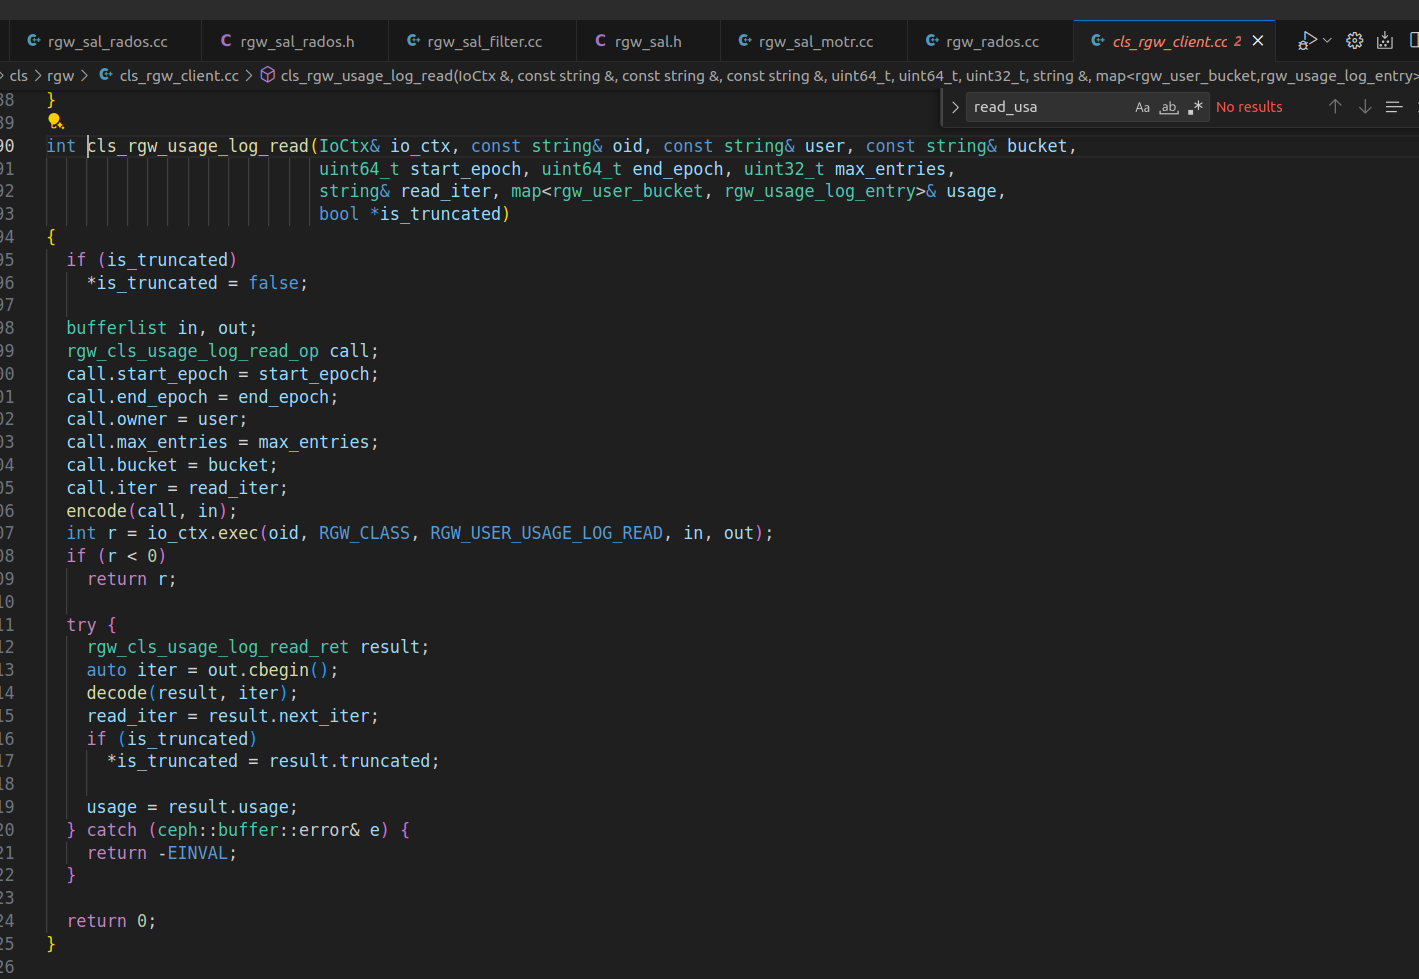 rgw_sal_rados.cc C rgw_sal_rados.h rgw_sal_filter.cc C rgw_sal.h rgw_sal_motr.cc rgw_rados.cc cls_rgw_client.cc 2
cls > rgw > cls_rgw_client.cc > cls_rgw_usage_log_read(IoCtx &, const string &, const string &, const string &, uint64_t, uint64_t, uint32_t, string &, map<rgw_user_bucket,rgw_usage_log_entry>
read_usa Aa ab .* No results
88 }
89
90 int cls_rgw_usage_log_read(IoCtx& io_ctx, const string& oid, const string& user, const string& bucket,
91 uint64_t start_epoch, uint64_t end_epoch, uint32_t max_entries,
92 string& read_iter, map<rgw_user_bucket, rgw_usage_log_entry>& usage,
93 bool *is_truncated)
94 {
95 if (is_truncated)
96 *is_truncated = false;
97
98 bufferlist in, out;
99 rgw_cls_usage_log_read_op call;
00 call.start_epoch = start_epoch;
01 call.end_epoch = end_epoch;
02 call.owner = user;
03 call.max_entries = max_entries;
04 call.bucket = bucket;
05 call.iter = read_iter;
06 encode(call, in);
07 int r = io_ctx.exec(oid, RGW_CLASS, RGW_USER_USAGE_LOG_READ, in, out);
08 if (r < 0)
09 return r;
10
11 try {
12 rgw_cls_usage_log_read_ret result;
13 auto iter = out.cbegin();
14 decode(result, iter);
15 read_iter = result.next_iter;
16 if (is_truncated)
17 *is_truncated = result.truncated;
18
19 usage = result.usage;
20 } catch (ceph::buffer::error& e) {
21 return -EINVAL;
22 }
23
24 return 0;
25 }
26